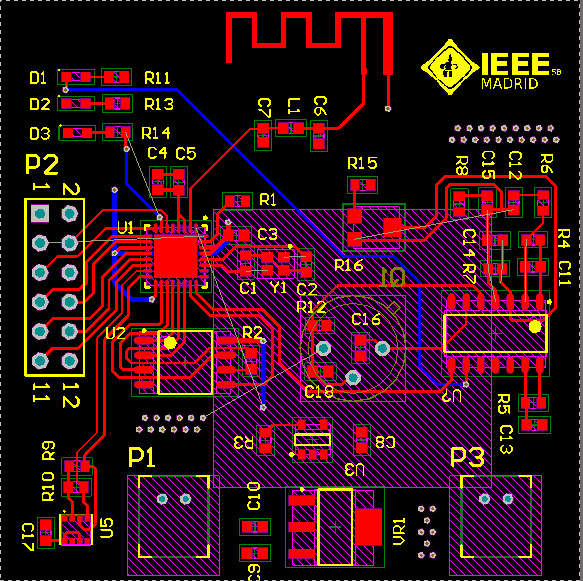 D1 R11
D2 R13
D3 R14
C7 L1 C6
IEEE SB
MADRID
P2
1 2
C4 C5
R15
R8 C15 C12 R6
R1
U1
C3
R4
C14
C1 Y1 C2
R16
Q1
R7
C11
R12
U2
R2
C16
U2
11 12
C18
R5
C13
R3
C8
U3
R9
R10
P1
P3
C10
VR1
U5
C17
C9